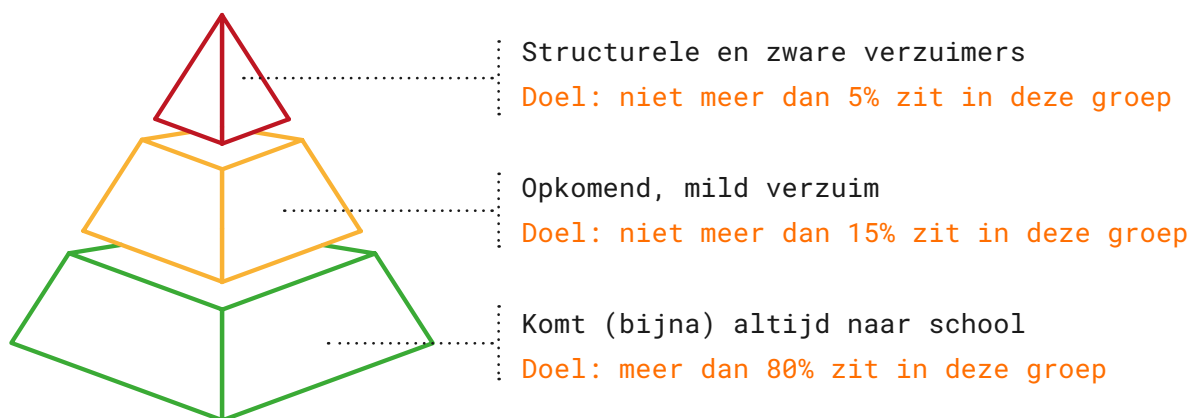 Structurele en zware verzuimers
Doel: niet meer dan 5% zit in deze groep
Opkomend, mild verzuim
Doel: niet meer dan 15% zit in deze groep
Komt (bijna) altijd naar school
Doel: meer dan 80% zit in deze groep